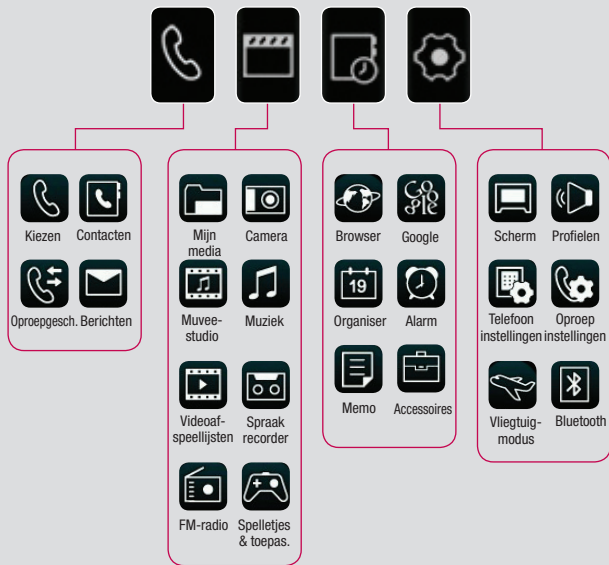 Kiezen Contacten
Oproepgesch. Berichten
Mijn media
Camera
Muvee-
studio
Muziek
Videoaf-
speellijsten
Spraak
recorder
FM-radio
Spelletjes
& toepas.
Browser
Google
Google
19
Organiser
Alarm
Memo
Accessoires
Scherm
Profielen
Telefoon
instellingen
Oproep
instellingen
Vliegtuig-
modus
Bluetooth